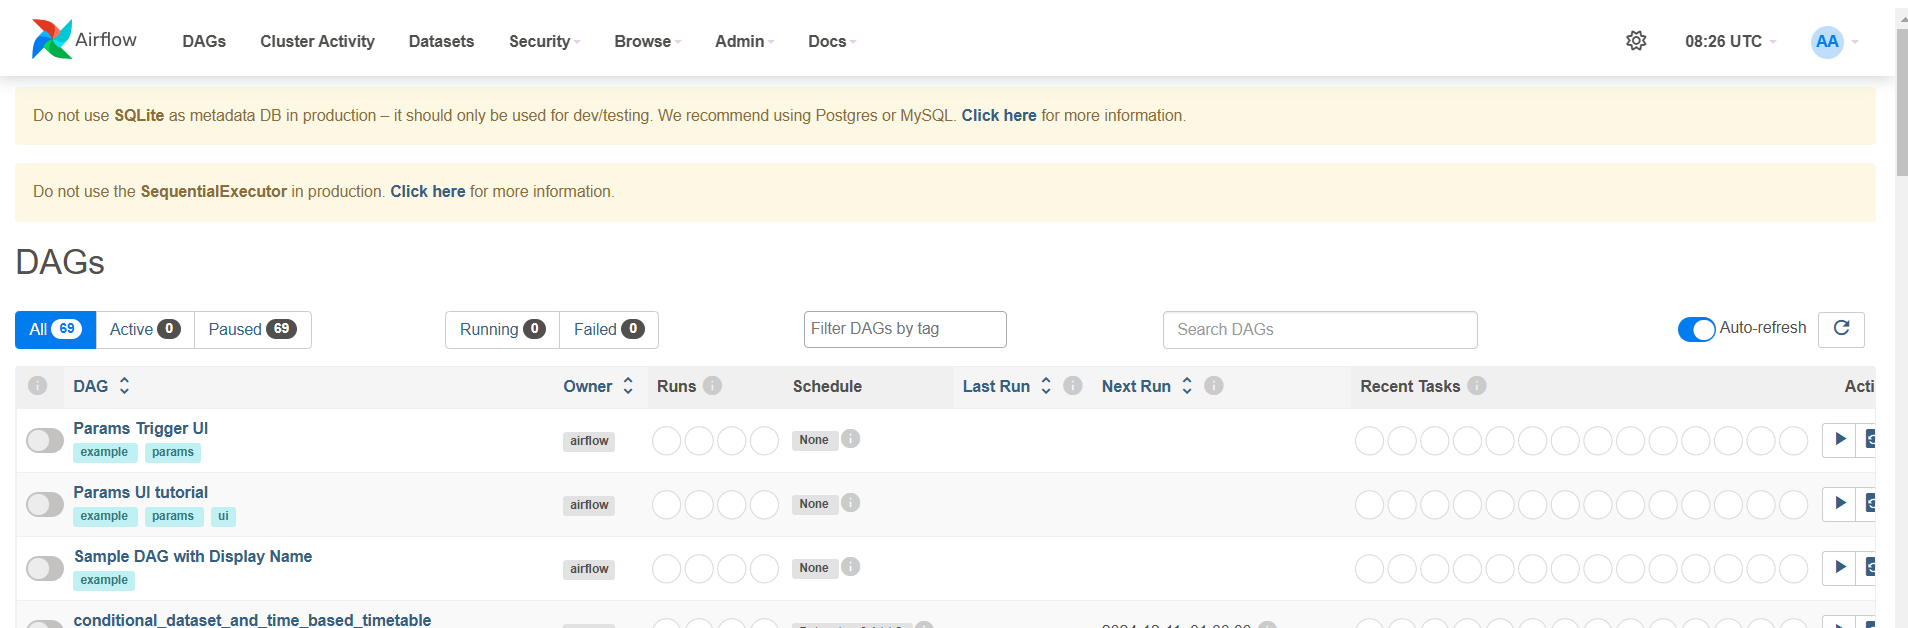 Airflow DAGs Cluster Activity Datasets Security Browse Admin Docs 08:26 UTC AA
Do not use SQLite as metadata DB in production – it should only be used for dev/testing. We recommend using Postgres or MySQL. Click here for more information.
Do not use the SequentialExecutor in production. Click here for more information.
DAGs
All 69 Active 0 Paused 69 Running 0 Failed 0 Filter DAGs by tag Search DAGs Auto-refresh
DAG Owner Runs Schedule Last Run Next Run Recent Tasks Acti
Params Trigger UI
example params airflow None
Params UI tutorial
example params ui airflow None
Sample DAG with Display Name
example airflow None
conditional_dataset_and_time_based_timetable